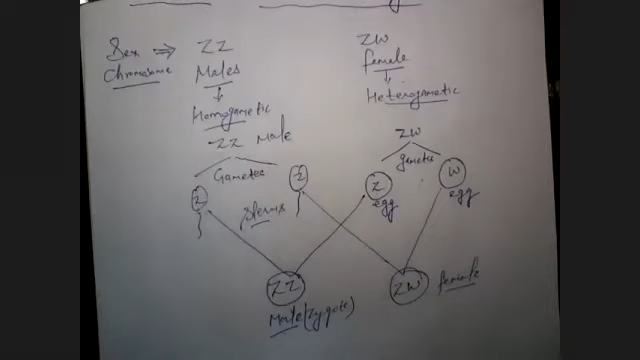 Sex ⇒ ZZ
Chromosome Males
Homogametic
ZZ Male
Gametes
Z Z
Sperms
ZW
female
Heterogametic
ZW
gametes
Z W
egg egg
ZZ ZW female
Male (Zygote)